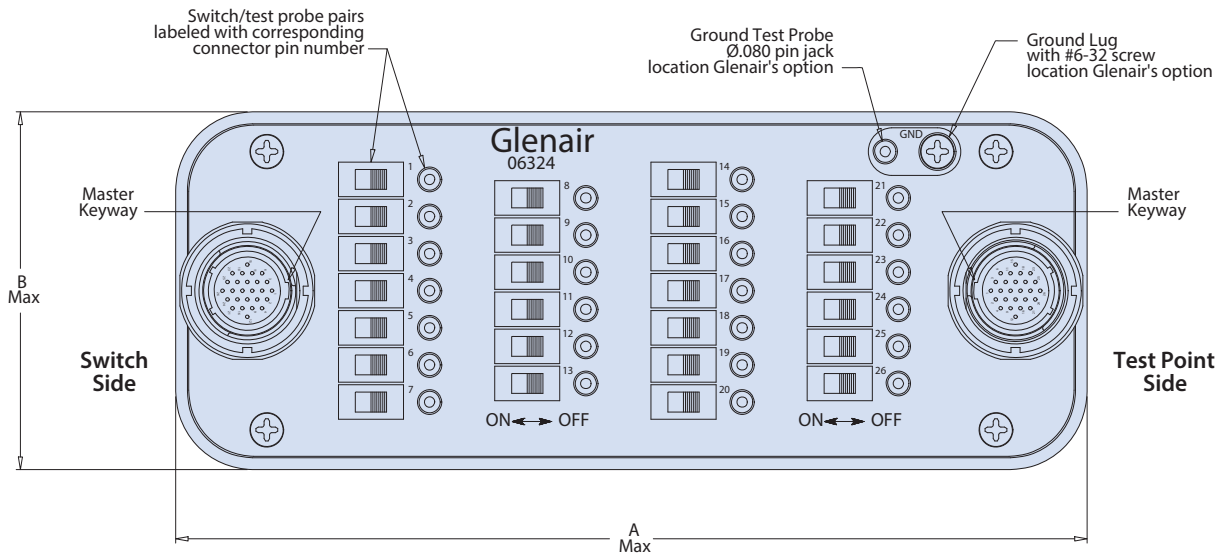 Switch/test probe pairs
labeled with corresponding
connector pin number
Ground Test Probe
Ø.080 pin jack
location Glenair's option
Ground Lug
with #6-32 screw
location Glenair's option
Glenair
06324
GND
Master
Keyway
Master
Keyway
1
2
3
4
5
6
7
8
9
10
11
12
13
14
15
16
17
18
19
20
21
22
23
24
25
26
B
Max
Switch
Side
Test Point
Side
ON OFF
ON OFF
A
Max